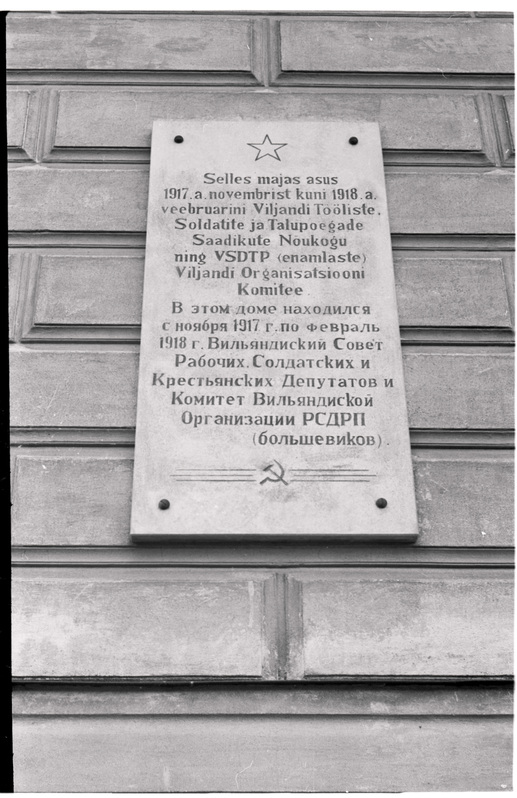 Selles majas asus
1917.a.novembrist kuni 1918.a.
veebruarini Viljandi Tööliste,
Soldatite ja Talupoegade
Saadikute Nõukogu
ning VSDTP (enamlaste)
Viljandi Organisatsiooni
Komitee
В этом доме находился
с ноября 1917 г. по февраль
1918 г. Вильяндиский Совет
Рабочих, Солдатских и
Крестьянских Депутатов и
Комитет Вильяндиской
Организации РСДРП
(большевиков).